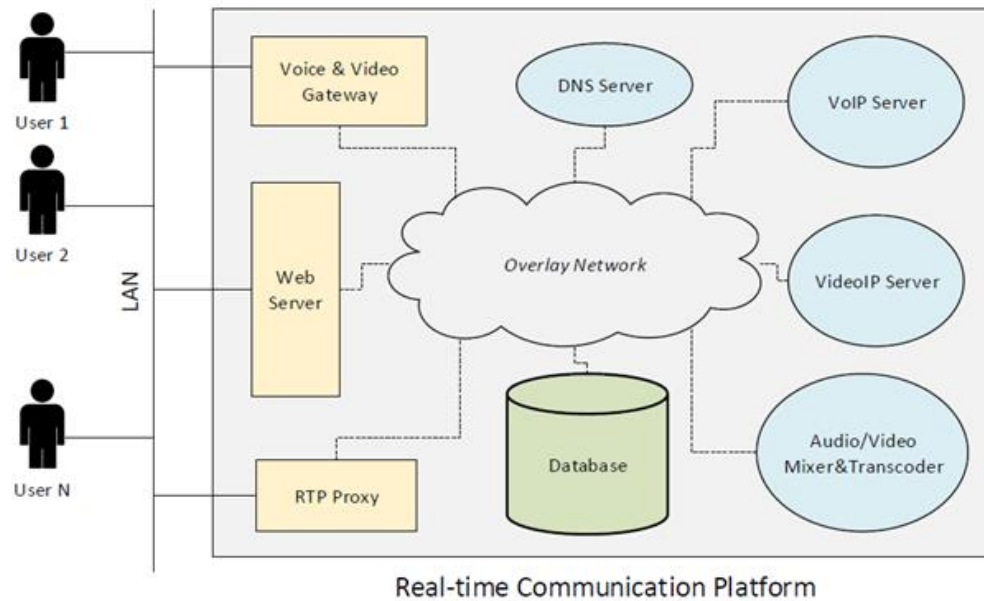 User 1
User 2
User N
LAN
Voice & Video
Gateway
Web
Server
RTP Proxy
DNS Server
Overlay Network
Database
VoIP Server
VideoIP Server
Audio/Video
Mixer&Transcoder
Real-time Communication Platform